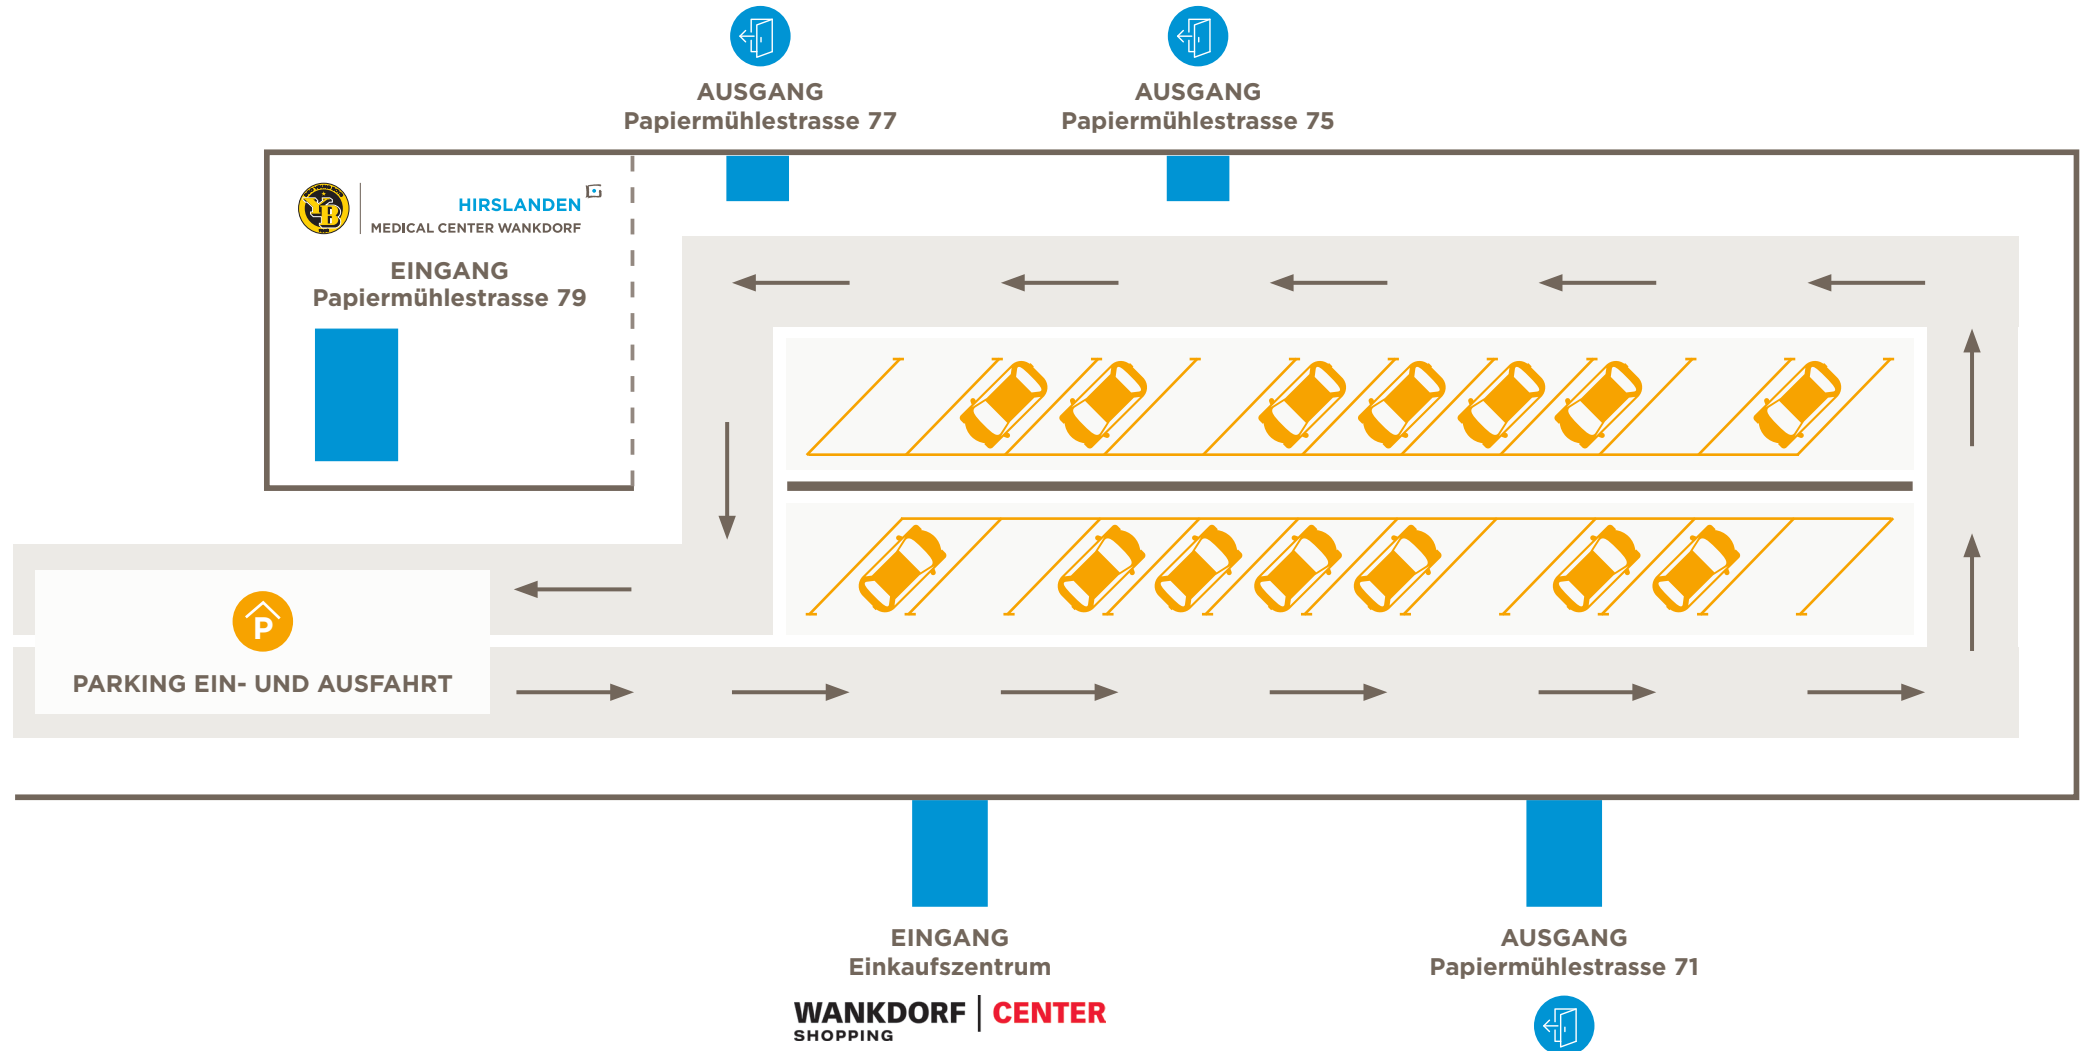 AUSGANG
Papiermühlestrasse 77
AUSGANG
Papiermühlestrasse 75
YB
HIRSLANDEN
MEDICAL CENTER WANKDORF
EINGANG
Papiermühlestrasse 79
P
PARKING EIN- UND AUSFAHRT
EINGANG
Einkaufszentrum
WANKDORF | CENTER
SHOPPING
AUSGANG
Papiermühlestrasse 71